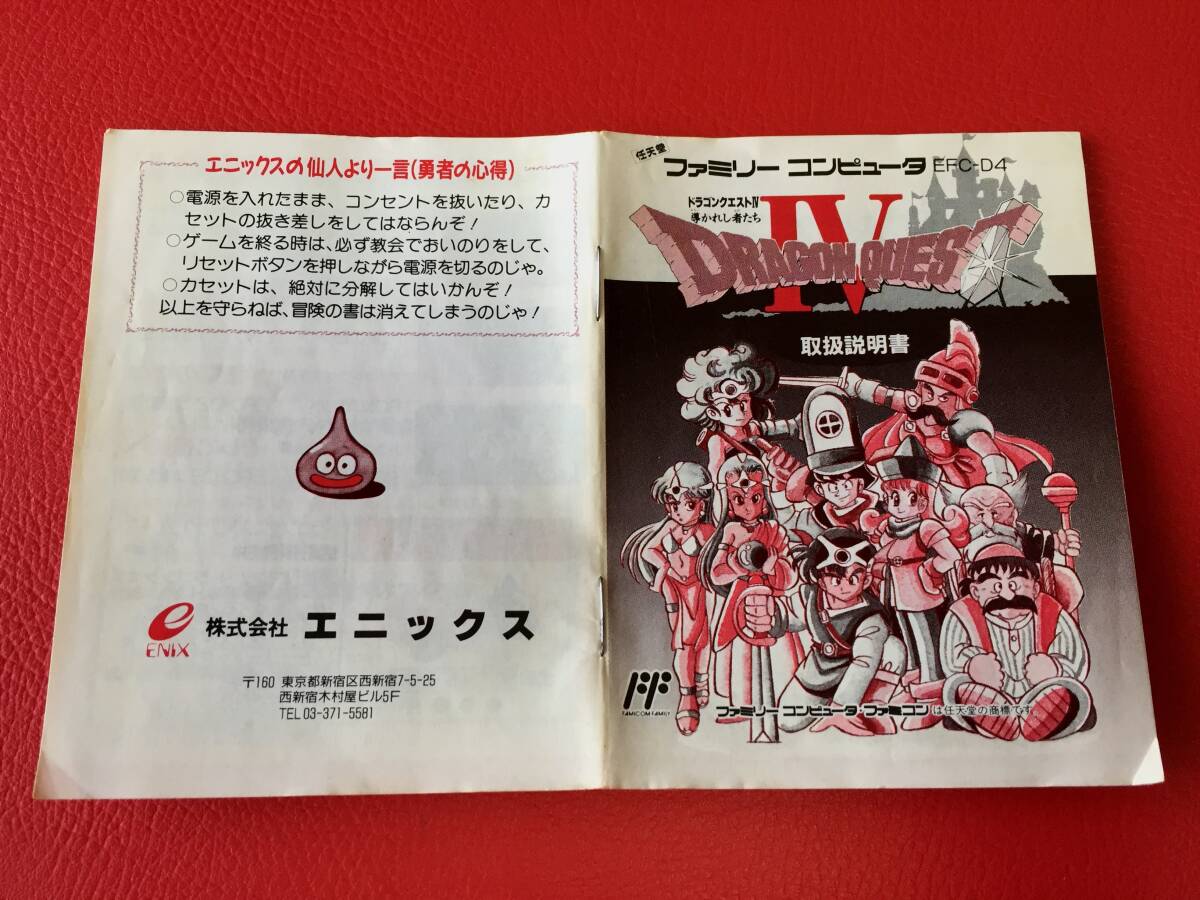 エニックスの仙人より一言(勇者の心得)
○電源を入れたまま、コンセントを抜いたり、カ
セットの抜き差しをしてはならんぞ!
○ゲームを終る時は、必ず教会でおいのりをして、
リセットボタンを押しながら電源を切るのじゃ。
○カセットは、絶対に分解してはいかんぞ!
以上を守らねば、冒険の書は消えてしまうのじゃ!
e
ENIX
株式会社 エニックス
〒160 東京都新宿区西新宿7-5-25
西新宿木村屋ビル5F
TEL 03-371-5581
任天堂
ファミリー コンピュータ EFC-D4
ドラゴンクエストIV
導かれし者たち
IV
DRAGON QUEST
取扱説明書
FF
FAMICOM FAMILY
ファミリー コンピュータ・ファミコンは任天堂の商標です。